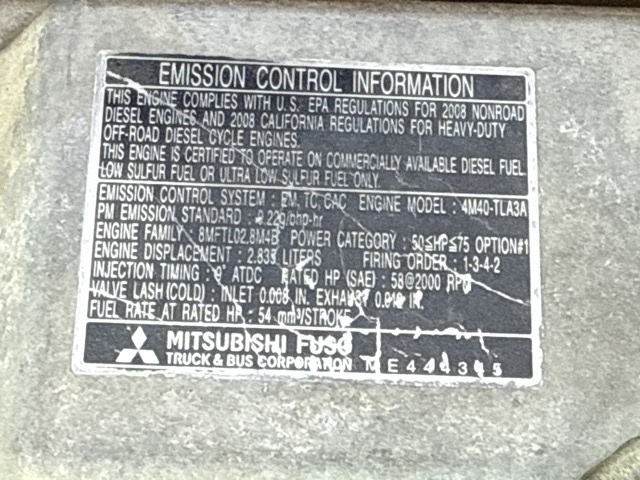 EMISSION CONTROL INFORMATION
THIS ENGINE COMPLIES WITH U.S. EPA REGULATIONS FOR 2008 NONROAD
DIESEL ENGINES AND 2008 CALIFORNIA REGULATIONS FOR HEAVY-DUTY
OFF-ROAD DIESEL CYCLE ENGINES.
THIS ENGINE IS CERTIFIED TO OPERATE ON COMMERCIALLY AVAILABLE DIESEL FUEL.
LOW SULFUR FUEL OR ULTRA LOW SULFUR FUEL ONLY.
EMISSION CONTROL SYSTEM : EM, TC, CAC ENGINE MODEL : 4M40-TLA3A
PM EMISSION STANDARD : 0.22g/bhp-hr
ENGINE FAMILY : 8MFTL02.8M4B POWER CATEGORY : 50≤HP≤75 OPTION#1
ENGINE DISPLACEMENT : 2.835 LITERS FIRING ORDER : 1-3-4-2
INJECTION TIMING : ATDC RATED HP (SAE) : 58@2000 RPM
VALVE LASH (COLD) : INLET IN. EXHAUST IN.
FUEL RATE AT RATED HP : 54 mm³/STROKE
MITSUBISHI FUSO
TRUCK & BUS CORPORATION ME444345